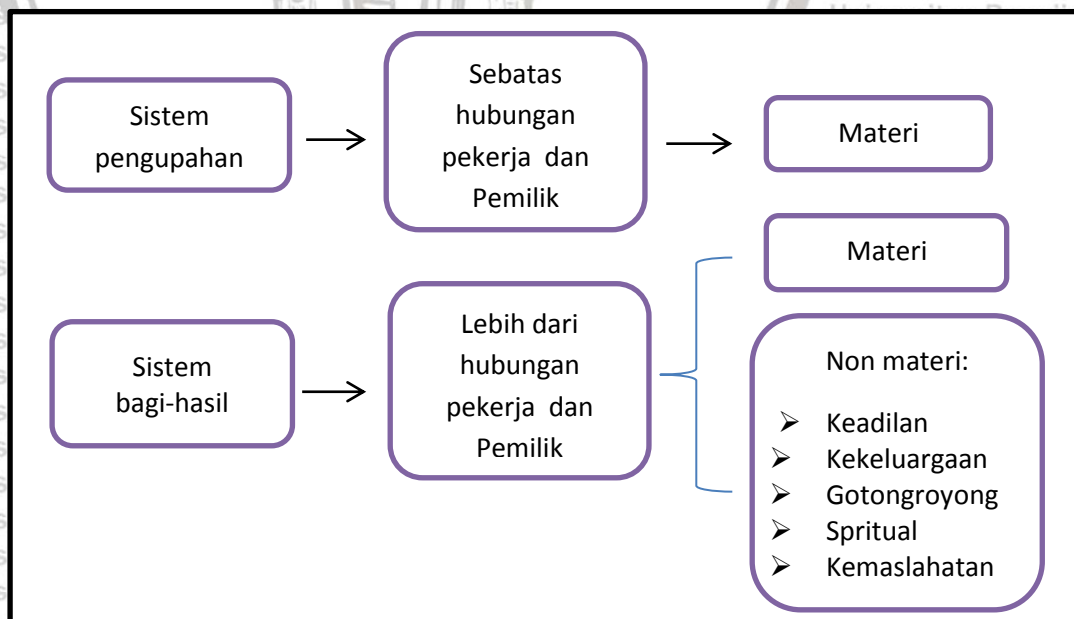 Sistem
pengupahan
Sebatas
hubungan
pekerja dan
Pemilik
Materi
Sistem
bagi-hasil
Lebih dari
hubungan
pekerja dan
Pemilik
Materi
Non materi:
➢ Keadilan
➢ Kekeluargaan
➢ Gotongroyong
➢ Spritual
➢ Kemaslahatan